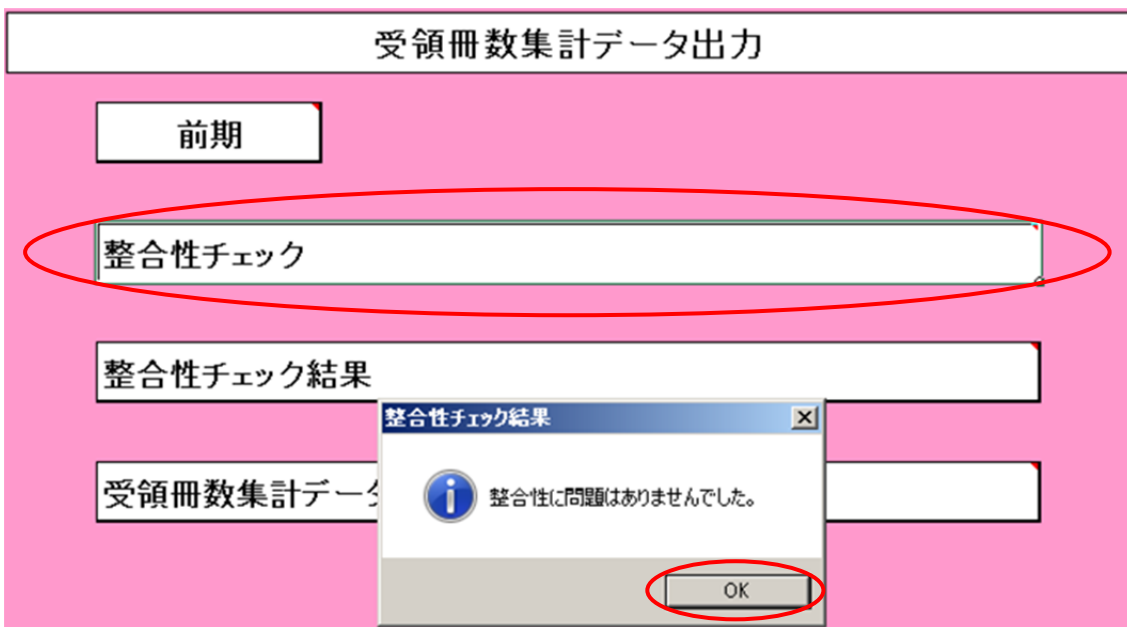 受領冊数集計データ出力
前期
整合性チェック
整合性チェック結果
整合性チェック結果
整合性に問題はありませんでした。
受領冊数集計データ
OK